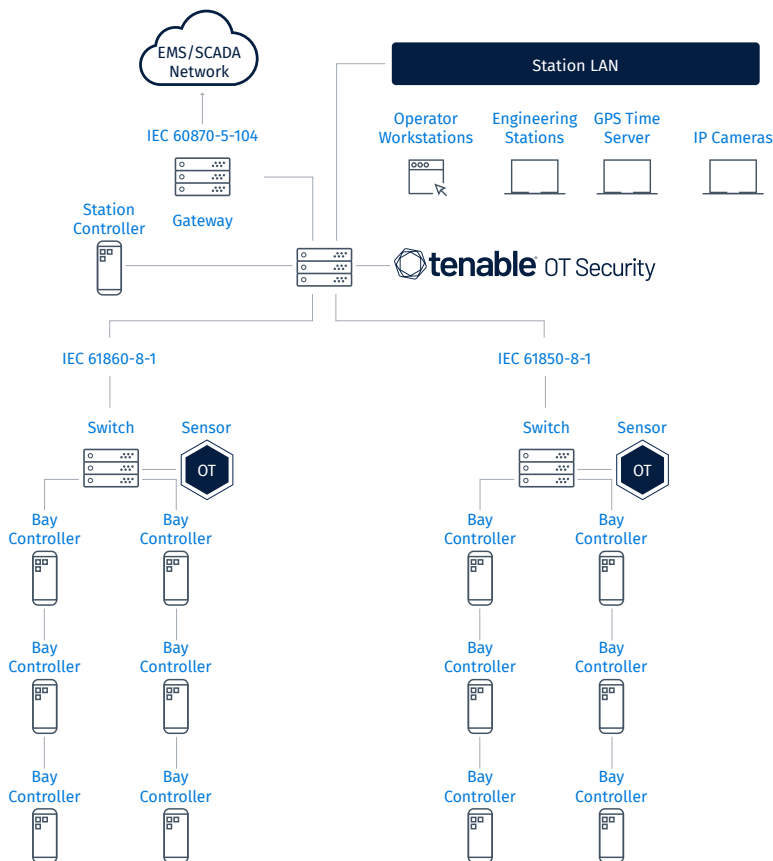 EMS/SCADA
Network
Station LAN
IEC 60870-5-104
Operator
Workstations
Engineering
Stations
GPS Time
Server
IP Cameras
Station
Controller
Gateway
tenable OT Security
IEC 61860-8-1
IEC 61850-8-1
Switch
Sensor
OT
Switch
Sensor
OT
Bay
Controller
Bay
Controller
Bay
Controller
Bay
Controller
Bay
Controller
Bay
Controller
Bay
Controller
Bay
Controller
Bay
Controller
Bay
Controller
Bay
Controller
Bay
Controller